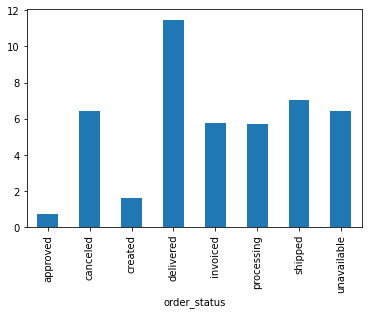 12
10
8
6
4
2
0
approved
canceled
created
delivered
invoiced
processing
shipped
unavailable
order_status